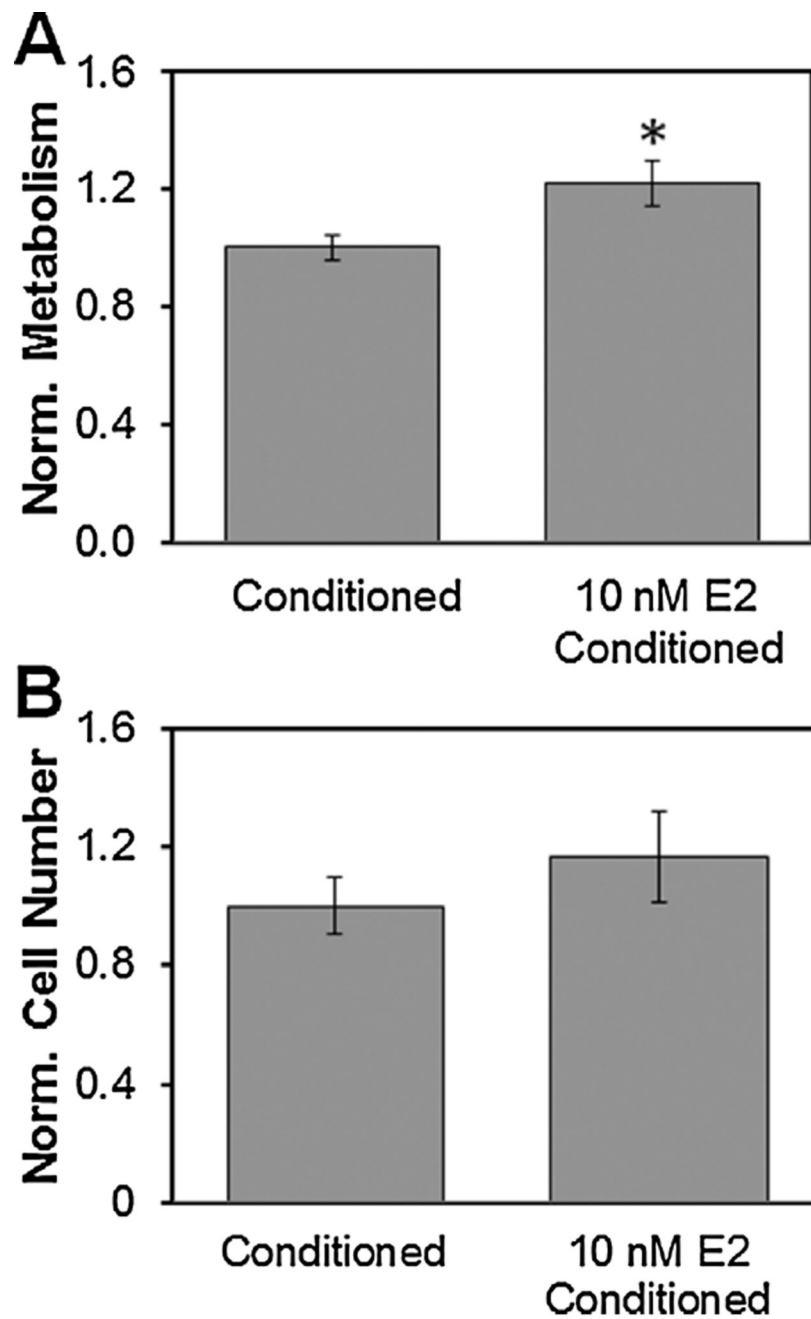 A
1.6
1.2
0.8
0.4
0.0
Norm. Metabolism
*
Conditioned
10 nM E2
Conditioned
B
1.6
1.2
0.8
0.4
0
Norm. Cell Number
Conditioned
10 nM E2
Conditioned